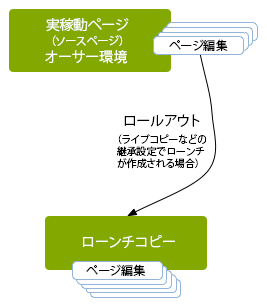 実稼動ページ
(ソースページ)
オーサー環境
ページ編集
ロールアウト
(ライブコピーなどの
継承設定でローンチ
が作成される場合)
ローンチコピー
ページ編集